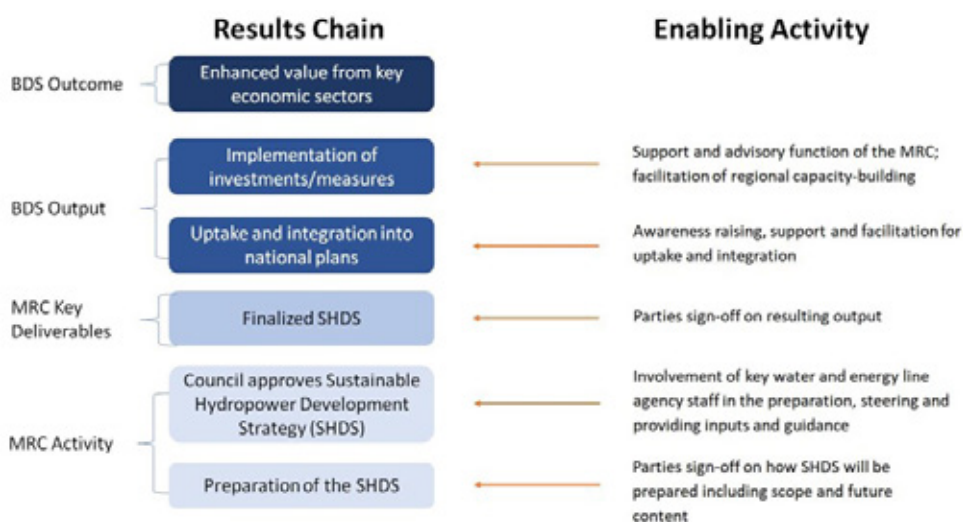 Results Chain
Enabling Activity
BDS Outcome
Enhanced value from key
economic sectors
BDS Output
Implementation of
investments/measures
Support and advisory function of the MRC;
facilitation of regional capacity-building
Uptake and integration into
national plans
Awareness raising, support and facilitation for
uptake and integration
MRC Key
Deliverables
Finalized SHDS
Parties sign-off on resulting output
MRC Activity
Council approves Sustainable
Hydropower Development
Strategy (SHDS)
Involvement of key water and energy line
agency staff in the preparation, steering and
providing inputs and guidance
Preparation of the SHDS
Parties sign-off on how SHDS will be
prepared including scope and future
content